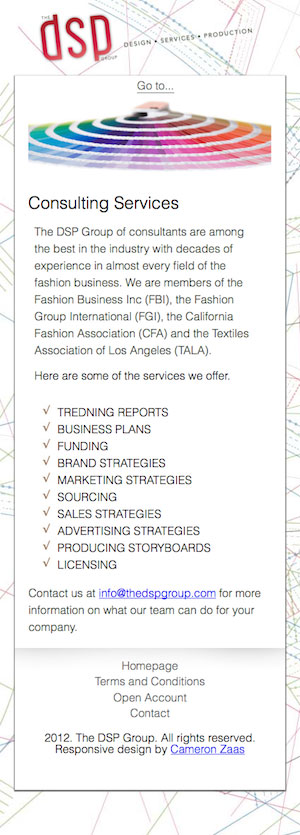 THE
dsp
GROUP
DESIGN • SERVICES • PRODUCTION
Go to...
Consulting Services
The DSP Group of consultants are among
the best in the industry with decades of
experience in almost every field of the
fashion business. We are members of the
Fashion Business Inc (FBI), the Fashion
Group International (FGI), the California
Fashion Association (CFA) and the Textiles
Association of Los Angeles (TALA).
Here are some of the services we offer.
√ TREDNING REPORTS
√ BUSINESS PLANS
√ FUNDING
√ BRAND STRATEGIES
√ MARKETING STRATEGIES
√ SOURCING
√ SALES STRATEGIES
√ ADVERTISING STRATEGIES
√ PRODUCING STORYBOARDS
√ LICENSING
Contact us at info@thedspgroup.com for more
information on what our team can do for your
company.
Homepage
Terms and Conditions
Open Account
Contact
2012. The DSP Group. All rights reserved.
Responsive design by Cameron Zaas